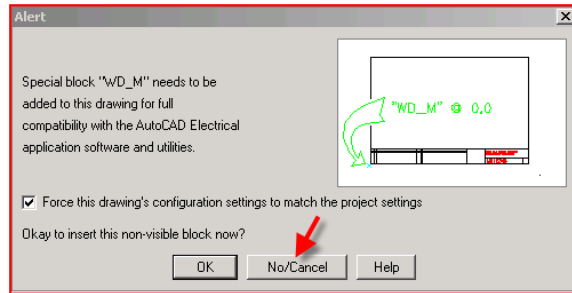 Alert
Special block "WD_M" needs to be
added to this drawing for full
compatibility with the AutoCAD Electrical
application software and utilities.
"WD_M" @ 0,0
Force this drawing's configuration settings to match the project settings
Okay to insert this non-visible block now?
OK
No/Cancel
Help